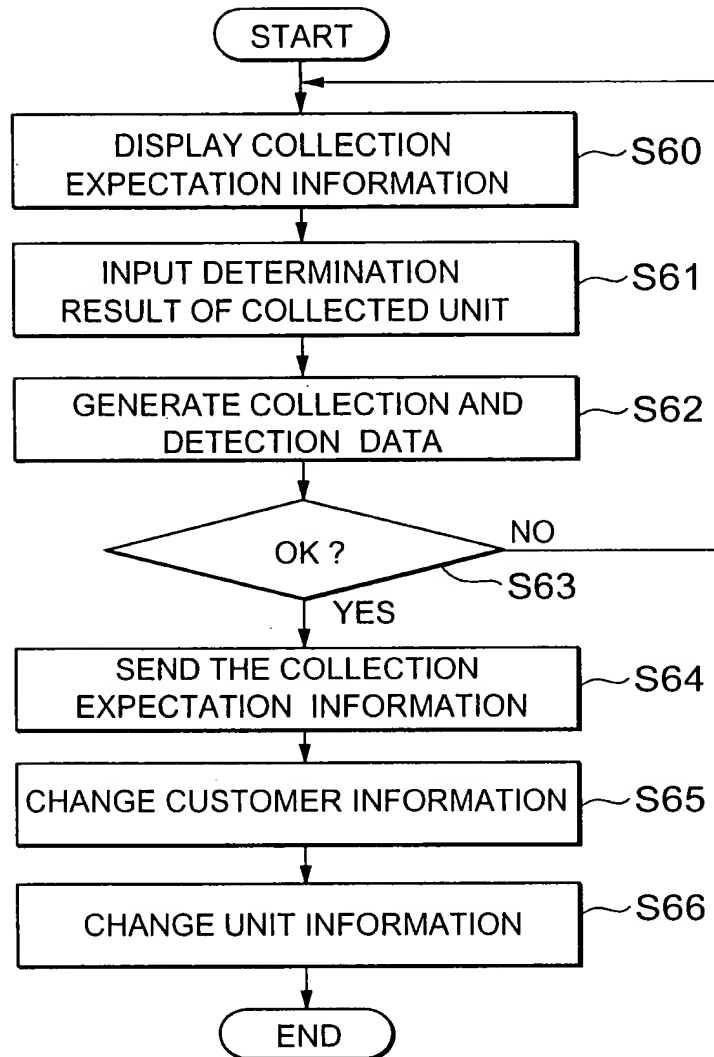 START
DISPLAY COLLECTION
EXPECTATION INFORMATION
S60
INPUT DETERMINATION
RESULT OF COLLECTED UNIT
S61
GENERATE COLLECTION AND
DETECTION DATA
S62
OK ?
NO
S63
YES
SEND THE COLLECTION
EXPECTATION INFORMATION
S64
CHANGE CUSTOMER INFORMATION
S65
CHANGE UNIT INFORMATION
S66
END